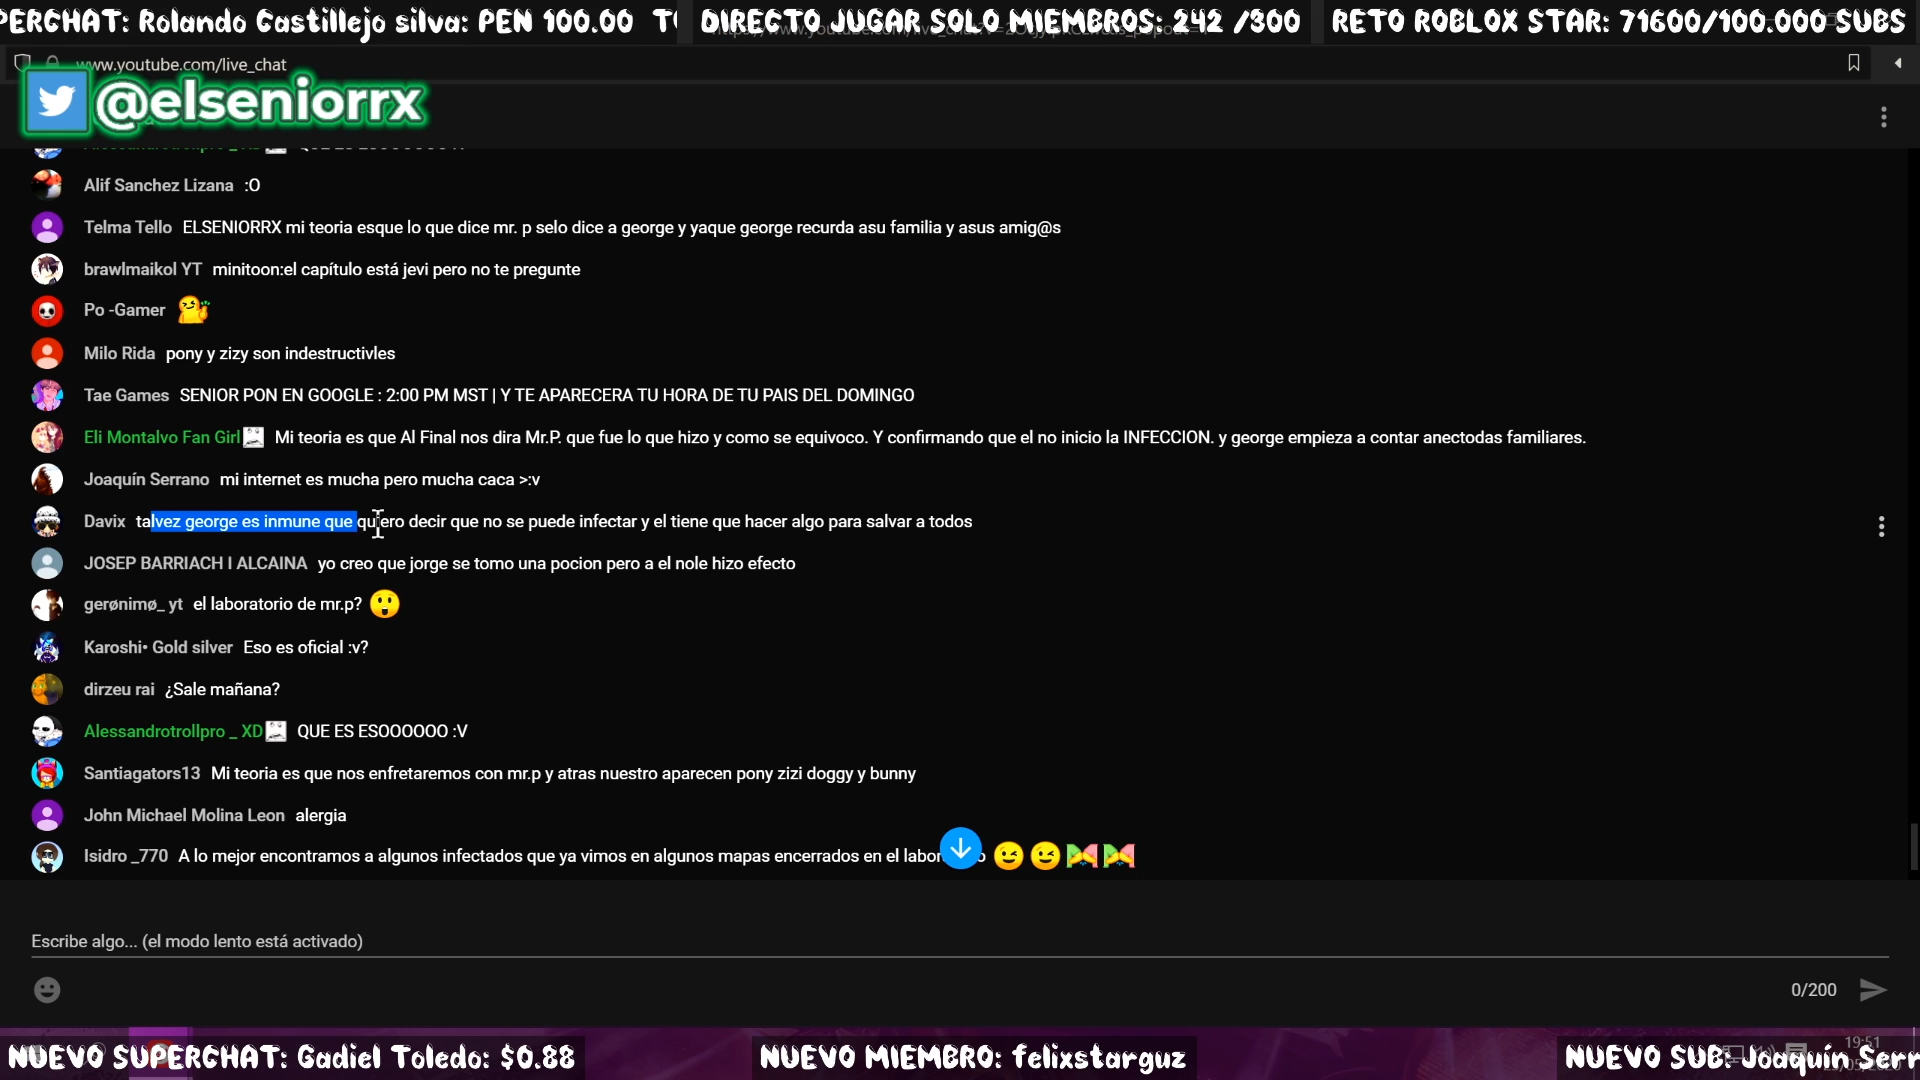 PERCHAT: Rolando Castillejo silva: PEN 100.00
DIRECTO JUGAR SOLO MIEMBROS: 242 /300
RETO ROBLOX STAR: 71600/100.000 SUBS
www.youtube.com/live_chat
@elseniorrx
Alif Sanchez Lizana :O
Telma Tello ELSENIORRX mi teoria esque lo que dice mr. p selo dice a george y yaque george recurda asu familia y asus amig@s
brawlmaikol YT minitoon:el capítulo está jevi pero no te pregunte
Po -Gamer
Milo Rida pony y zizy son indestructivles
Tae Games SENIOR PON EN GOOGLE : 2:00 PM MST | Y TE APARECERA TU HORA DE TU PAIS DEL DOMINGO
Eli Montalvo Fan Girl Mi teoria es que Al Final nos dira Mr.P. que fue lo que hizo y como se equivoco. Y confirmando que el no inicio la INFECCION. y george empieza a contar anectodas familiares.
Joaquín Serrano mi internet es mucha pero mucha caca >:v
Davix talvez george es inmune que quiero decir que no se puede infectar y el tiene que hacer algo para salvar a todos
JOSEP BARRIACH I ALCAINA yo creo que jorge se tomo una pocion pero a el nole hizo efecto
gerønimø_ yt el laboratorio de mr.p?
Karoshi• Gold silver Eso es oficial :v?
dirzeu rai ¿Sale mañana?
Alessandrotrollpro _ XD QUE ES ESOOOOOO :V
Santiagators13 Mi teoria es que nos enfretaremos con mr.p y atras nuestro aparecen pony zizi doggy y bunny
John Michael Molina Leon alergia
Isidro _770 A lo mejor encontramos a algunos infectados que ya vimos en algunos mapas encerrados en el
Escribe algo... (el modo lento está activado)
0/200
19:51
NUEVO SUPERCHAT: Gadiel Toledo: $0.88
NUEVO MIEMBRO: felixstarguz
NUEVO SUB: Joaquín Serr